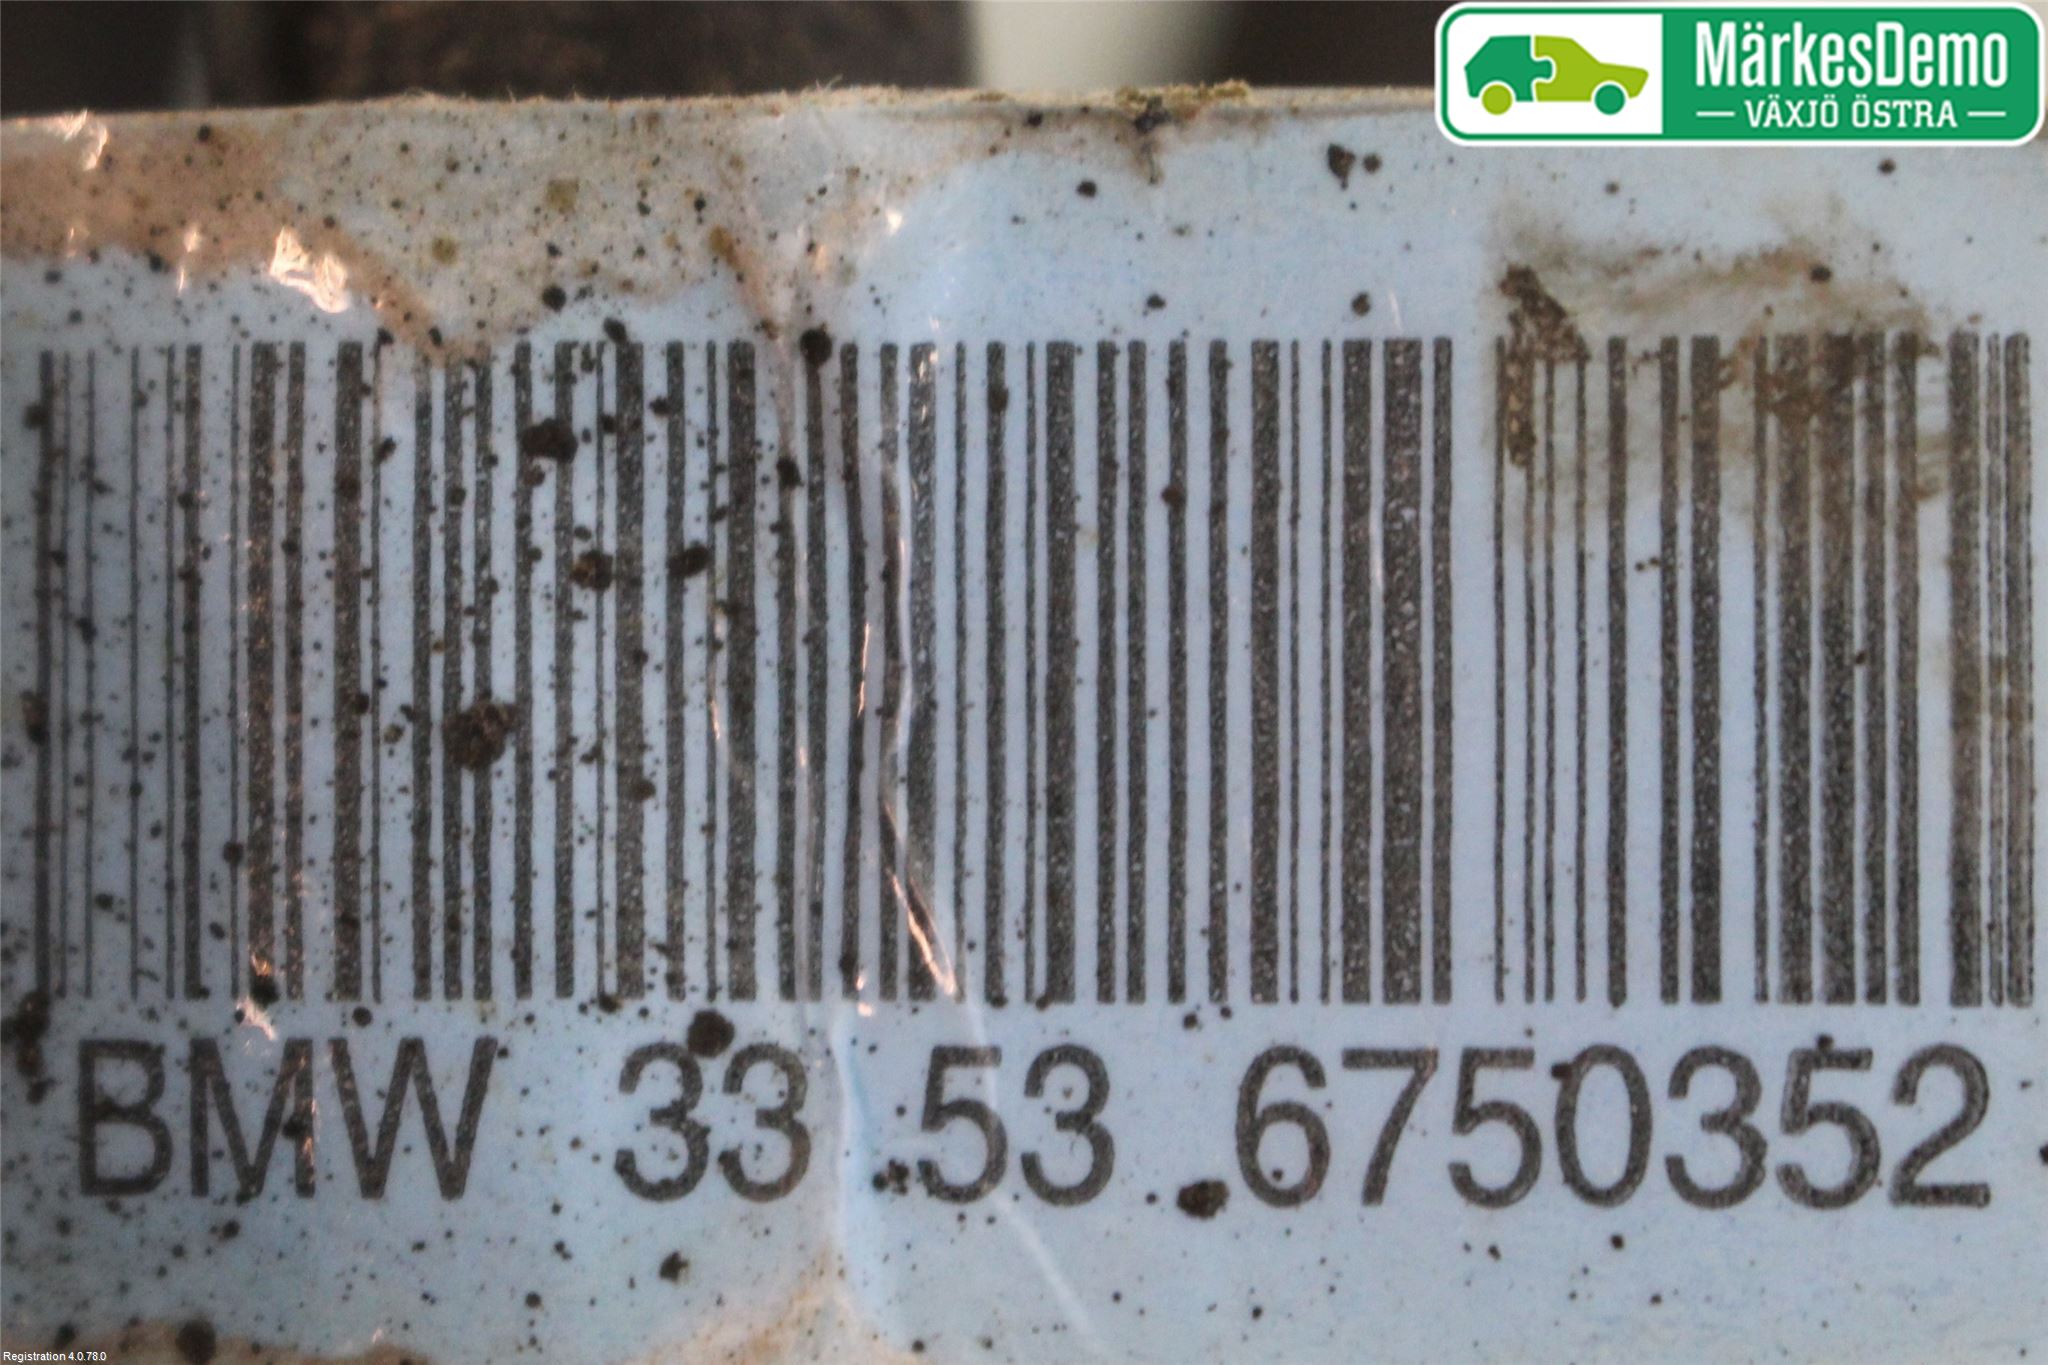 MärkesDemo
VÄXJÖ ÖSTRA
BMW 33 53 6750352
Registration 4.0.78.0